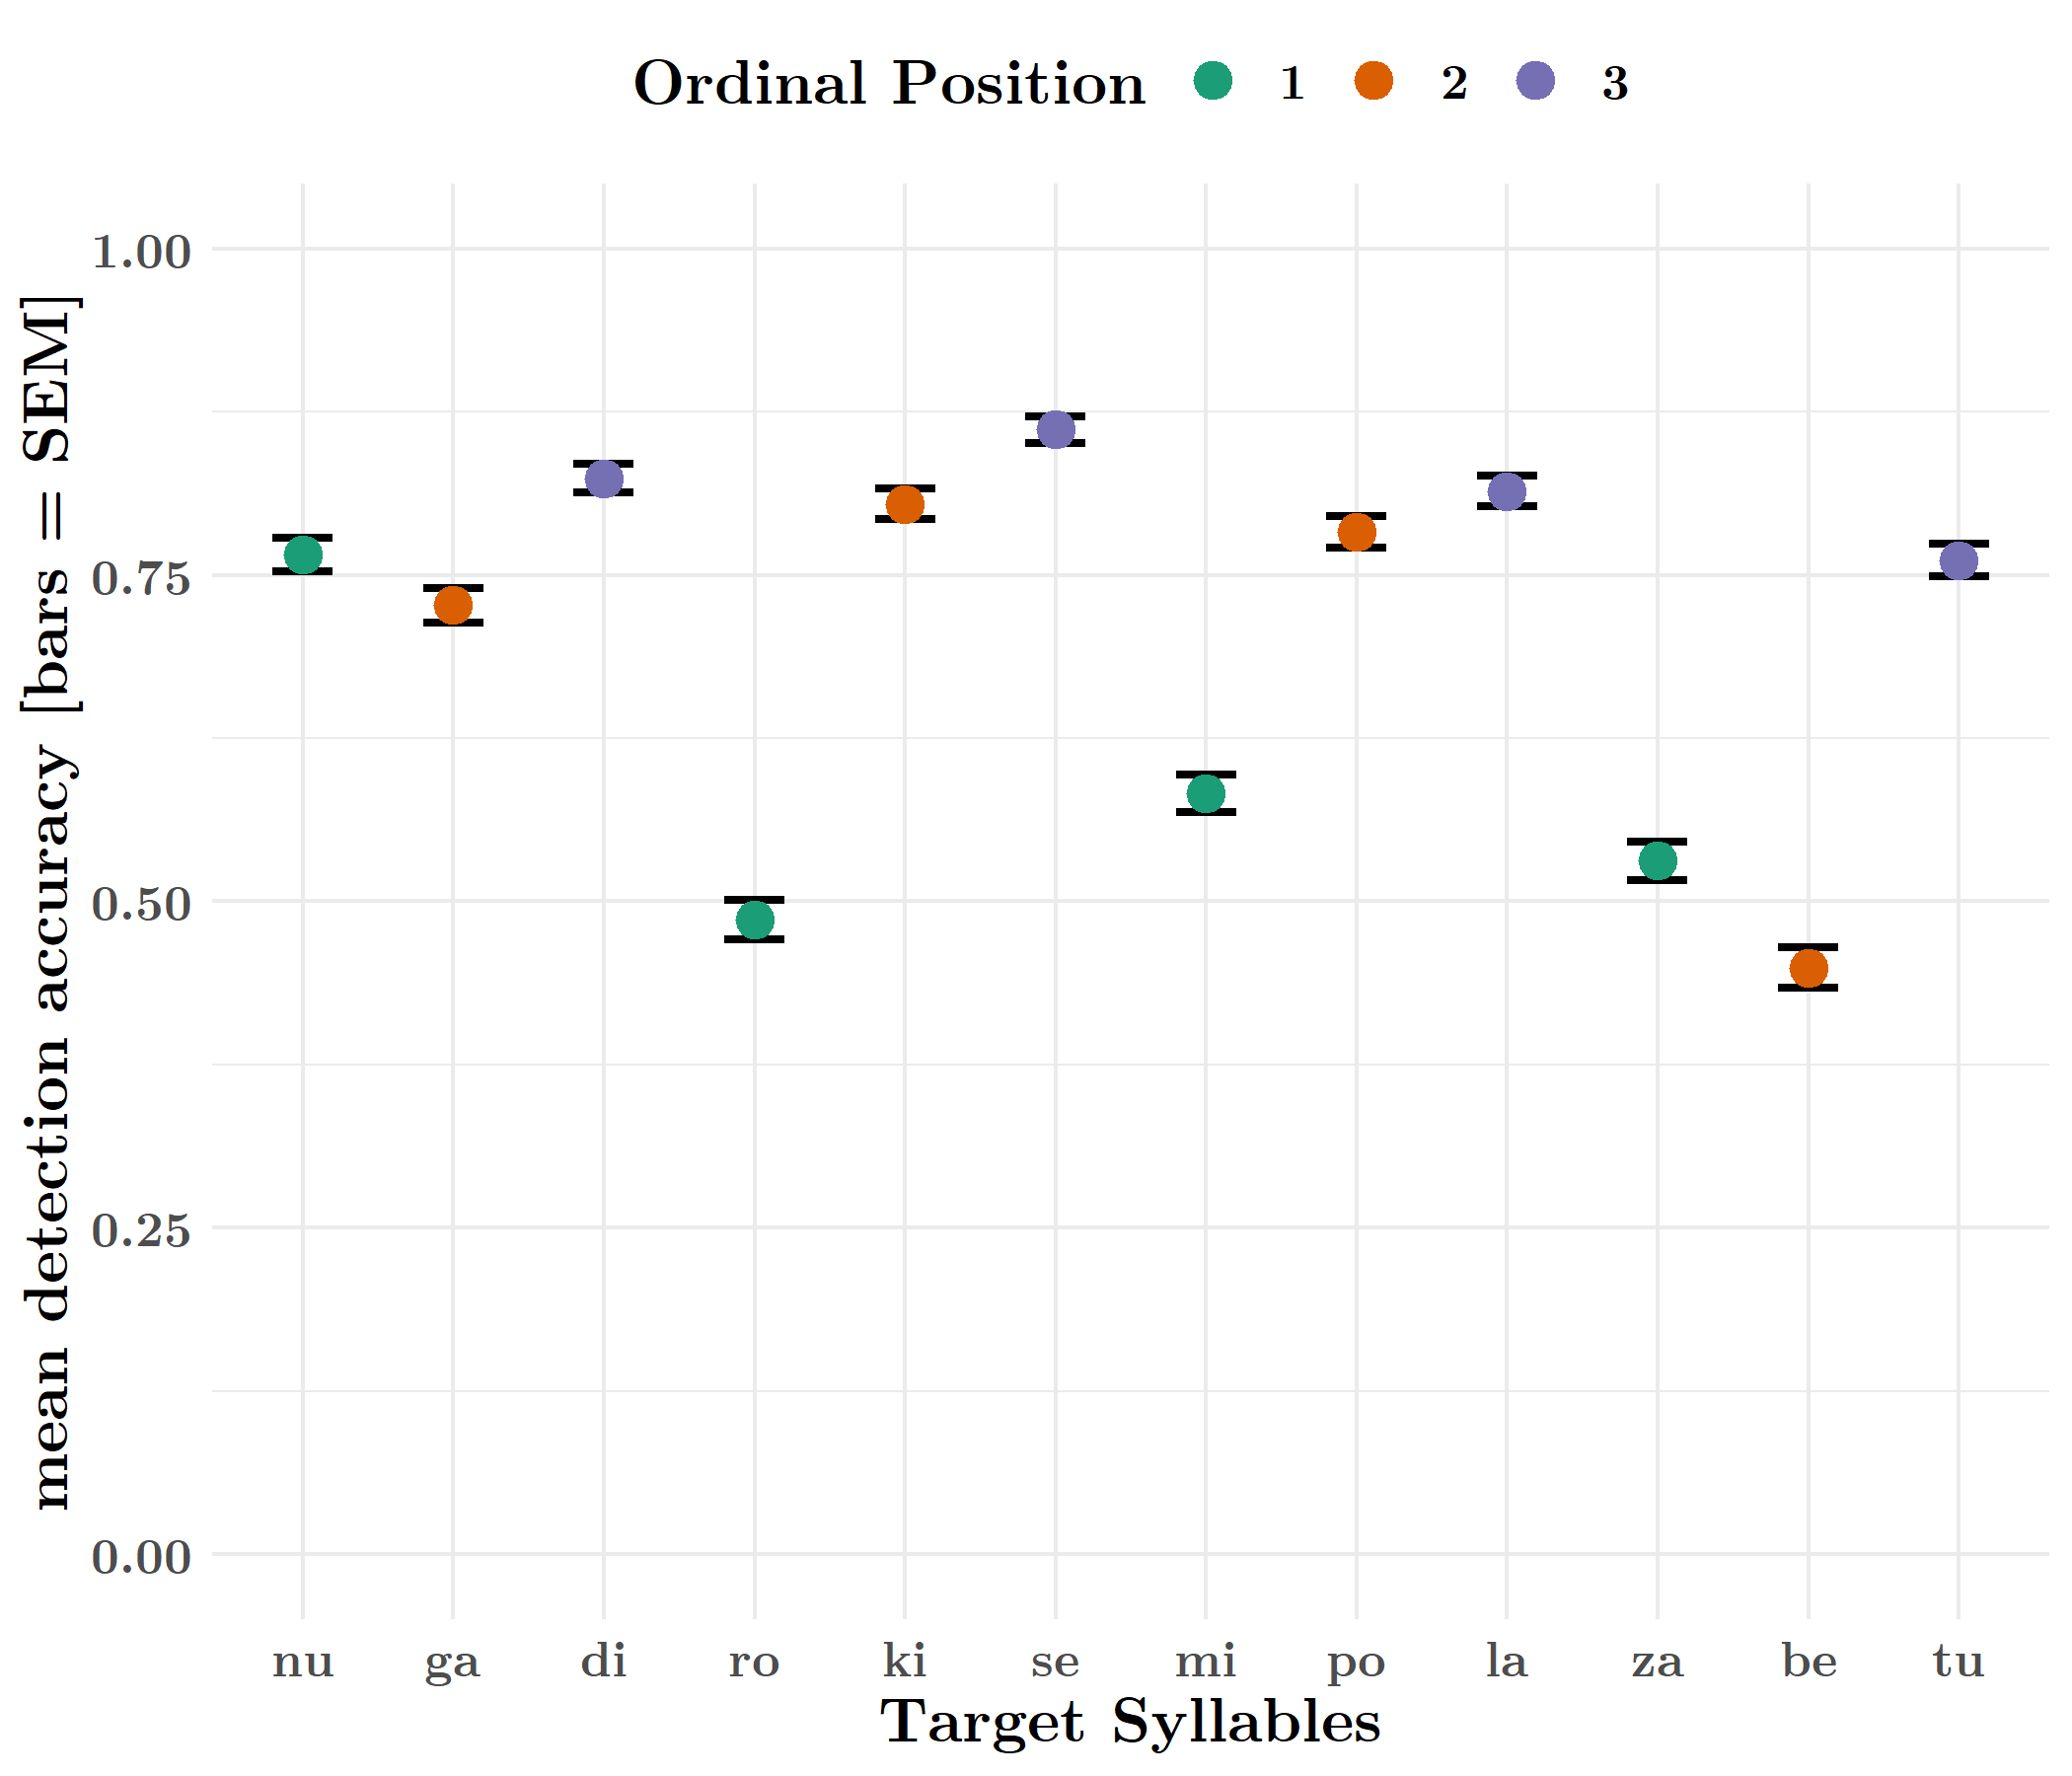 Ordinal Position 1 2 3
mean detection accuracy [bars = SEM]
1.00
0.75
0.50
0.25
0.00
nu ga di ro ki se mi po la za be tu
Target Syllables